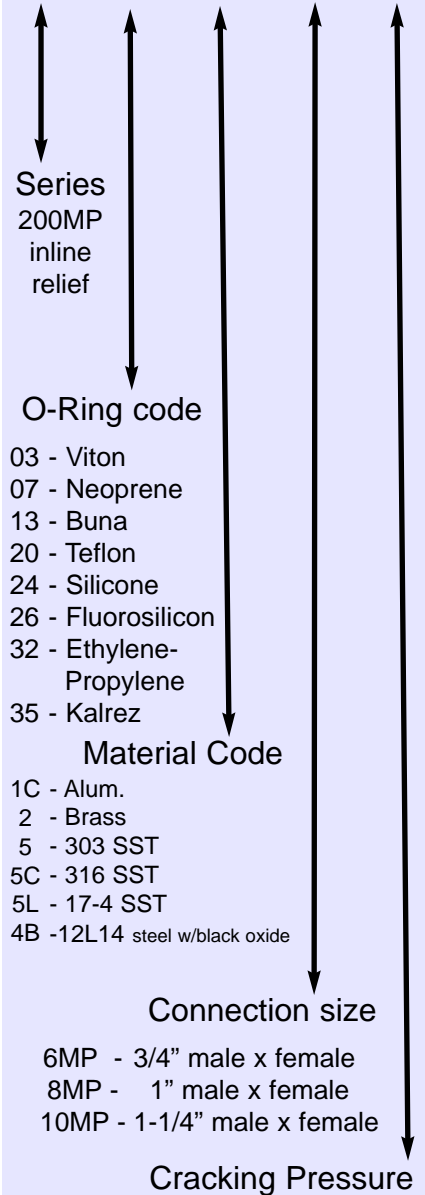 Series
200MP
inline
relief
O-Ring code
03 - Viton
07 - Neoprene
13 - Buna
20 - Teflon
24 - Silicone
26 - Fluorosilicon
32 - Ethylene-
Propylene
35 - Kalrez
Material Code
1C - Alum.
2 - Brass
5 - 303 SST
5C - 316 SST
5L - 17-4 SST
4B -12L14 steel w/black oxide
Connection size
6MP - 3/4” male x female
8MP - 1” male x female
10MP - 1-1/4” male x female
Cracking Pressure